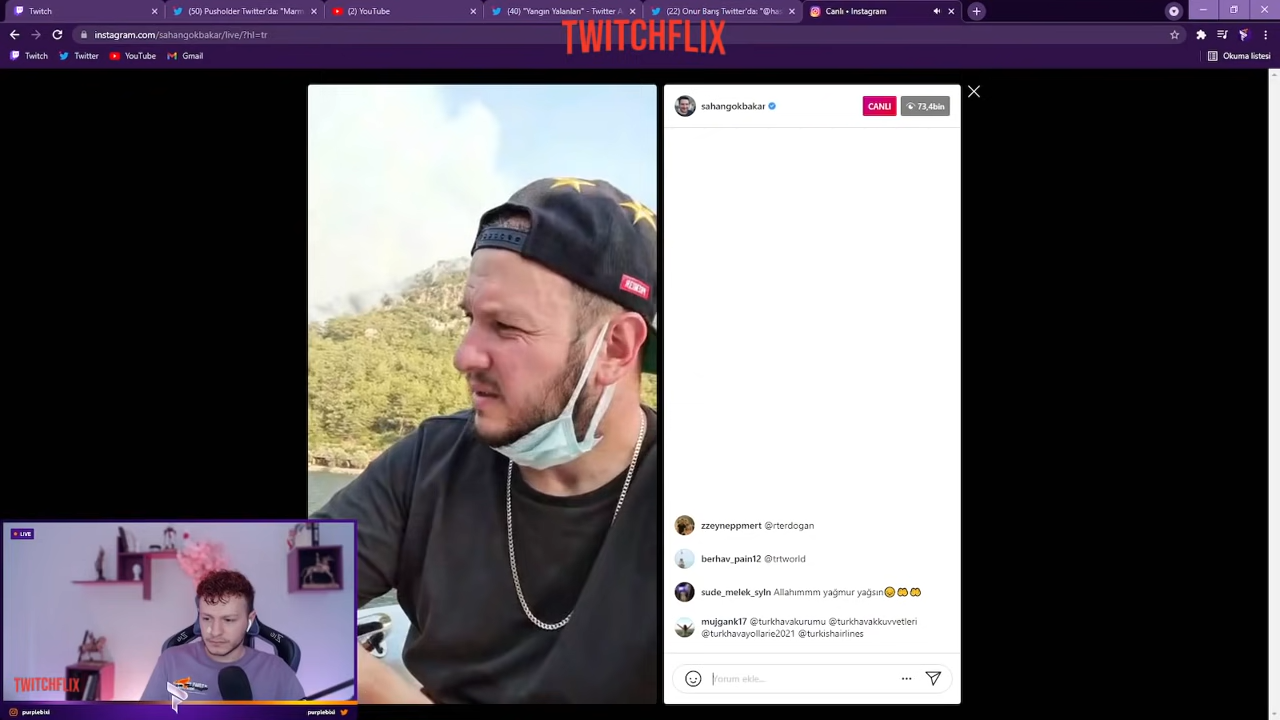 Twitch
(50) Pusholder Twitter'da: "Marm
(2) YouTube
(40) "Yangın Yalanları" - Twitter A
(22) Onur Barış Twitter'da: "@has
Canlı • Instagram
instagram.com/sahangokbakar/live/?hl=tr
TWITCHFLIX
Twitch
Twitter
YouTube
Gmail
Okuma listesi
sahangokbakar
CANLI
73,4bin
REDEEM
zzeyneppmert @rterdogan
berhav_pain12 @trtworld
sude_melek_syln Allahımmm yağmur yağsın
mujgank17 @turkhavakurumu @turkhavakkuvvetleri
@turkhavayollarie2021 @turkishairlines
Yorum ekle...
LIVE
TWITCHFLIX
purplebixi
purplebixi